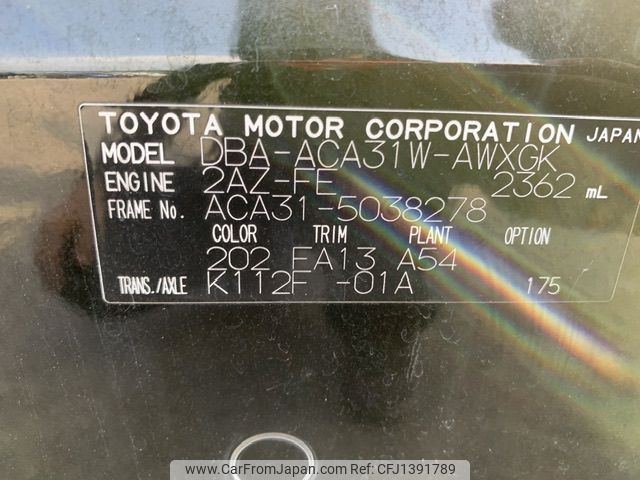 TOYOTA MOTOR CORPORATION JAPAN
MODEL DBA-ACA31W-AWXGK
ENGINE 2AZ-FE 2362 mL
FRAME No. ACA31-5038278
COLOR TRIM PLANT OPTION
202 FA13 A54
TRANS./AXLE K112F -01A 175
www.CarFromJapan.com - CFJ1391789